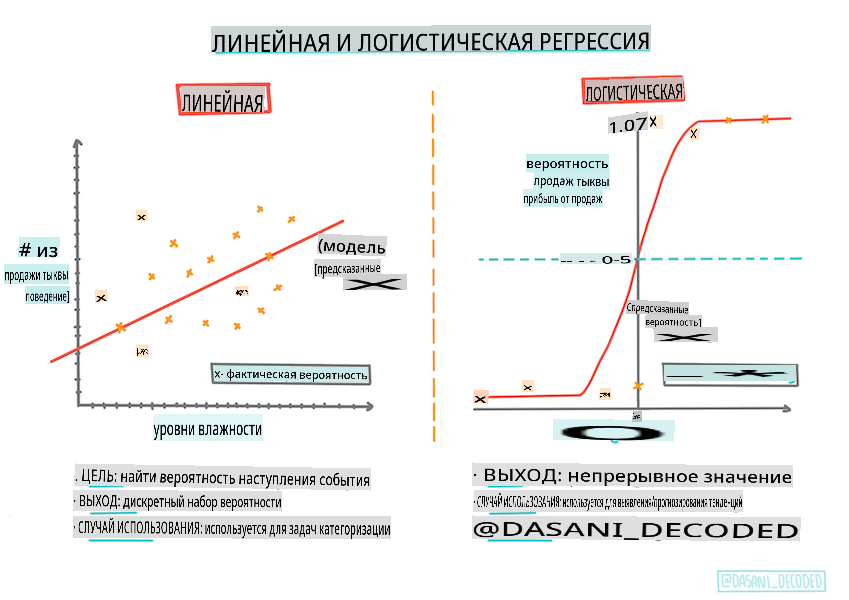 ЛИНЕЙНАЯ И ЛОГИСТИЧЕСКАЯ РЕГРЕССИЯ
ЛИНЕЙНАЯ
# из
продажи тыквы
поведение]
(модель
[предсказанные
x- фактическая вероятность
уровни влажности
. ЦЕЛЬ: найти вероятность наступления события
· ВЫХОД: дискретный набор вероятности
· СЛУЧАЙ ИСПОЛЬЗОВАНИЯ: используется для задач категоризации
ЛОГИСТИЧЕСКАЯ
1.07
вероятность
продаж тыквы
прибыль от продаж
-- - - 0-5
Спредсказанные
вероятность]
· ВЫХОД: непрерывное значение
· СЛУЧАЙ ИСПОЛЬЗОВАНИЯ: используется для выявления/прогнозирования тенденций
@DASANI_DECODED
@DASANI_DECODED